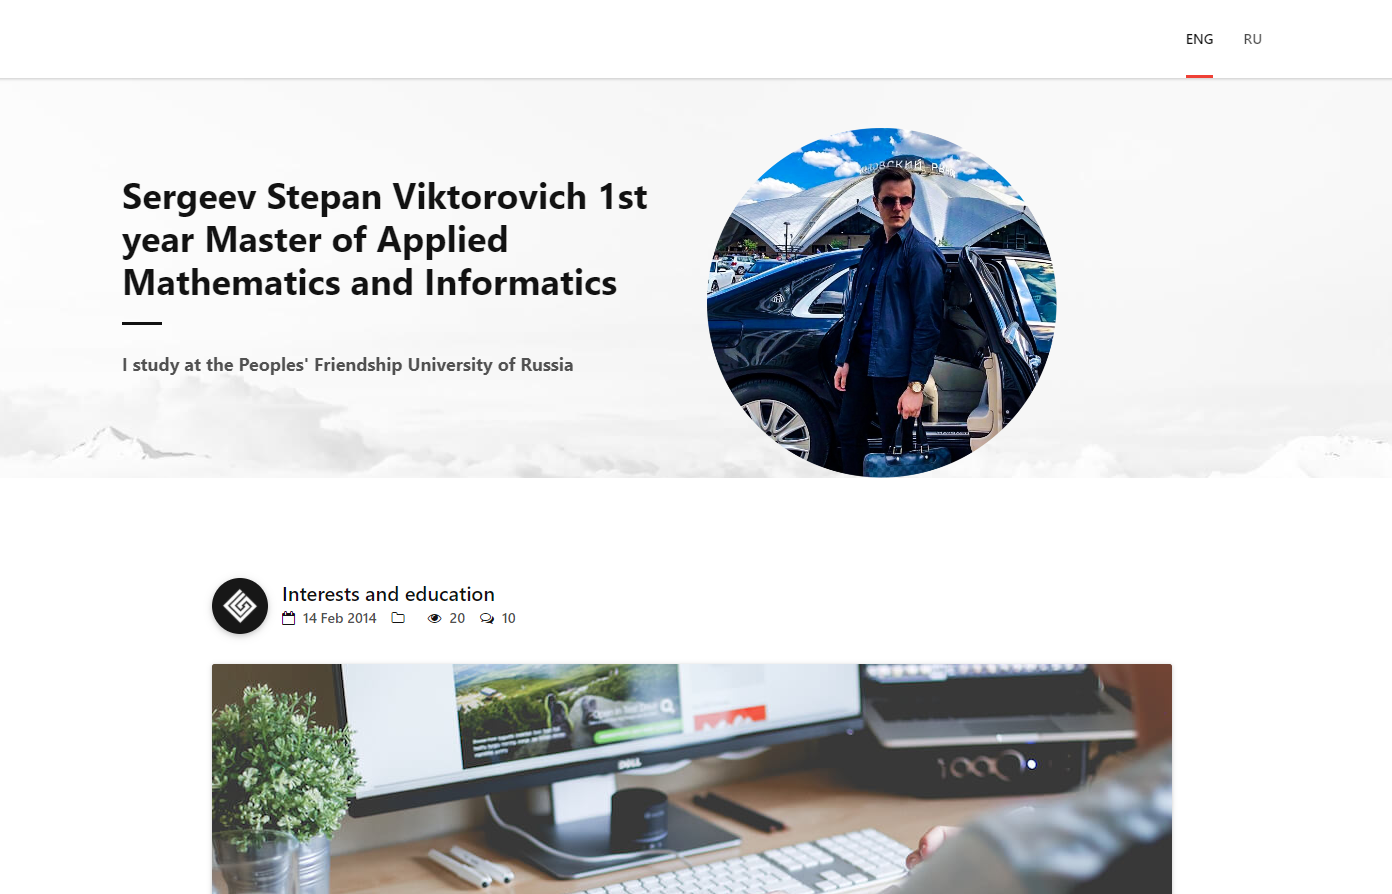 ENG RU
Sergeev Stepan Viktorovich 1st
year Master of Applied
Mathematics and Informatics
I study at the Peoples' Friendship University of Russia
Interests and education
14 Feb 2014 20 10
DELL